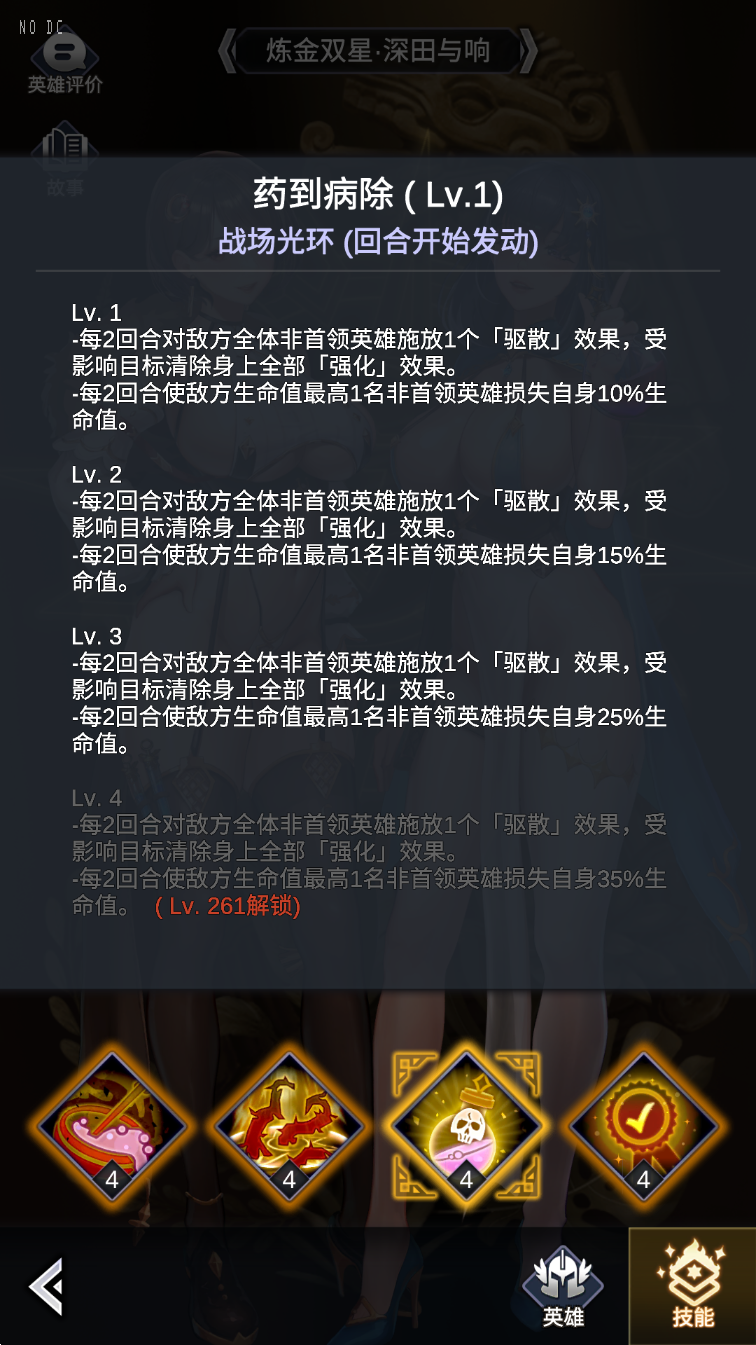 NO DC
炼金双星·深田与响
英雄评价
故事
药到病除 ( Lv.1)
战场光环 (回合开始发动)
Lv. 1
-每2回合对敌方全体非首领英雄施放1个「驱散」效果，受
影响目标清除身上全部「强化」效果。
-每2回合使敌方生命值最高1名非首领英雄损失自身10%生
命值。
Lv. 2
-每2回合对敌方全体非首领英雄施放1个「驱散」效果，受
影响目标清除身上全部「强化」效果。
-每2回合使敌方生命值最高1名非首领英雄损失自身15%生
命值。
Lv. 3
-每2回合对敌方全体非首领英雄施放1个「驱散」效果，受
影响目标清除身上全部「强化」效果。
-每2回合使敌方生命值最高1名非首领英雄损失自身25%生
命值。
Lv. 4
-每2回合对敌方全体非首领英雄施放1个「驱散」效果，受
影响目标清除身上全部「强化」效果。
-每2回合使敌方生命值最高1名非首领英雄损失自身35%生
命值。 ( Lv. 261解锁)
4 4 4 4
英雄 技能